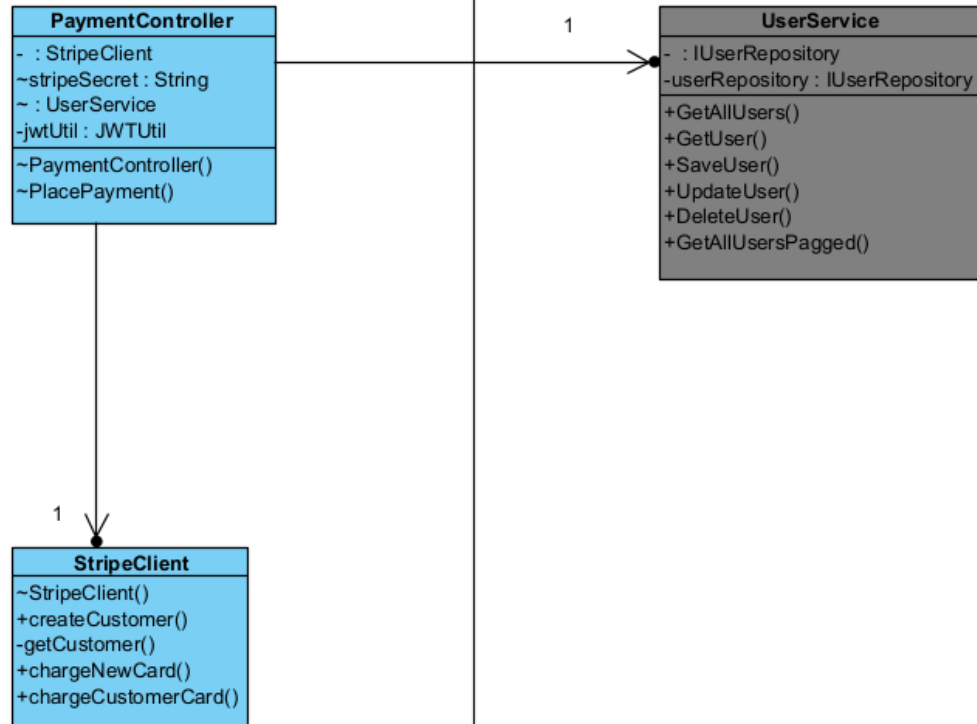 PaymentController
- : StripeClient
~stripeSecret : String
~ : UserService
-jwtUtil : JWTUtil
~PaymentController()
~PlacePayment()
1
UserService
- : IUserRepository
-userRepository : IUserRepository
+GetAllUsers()
+GetUser()
+SaveUser()
+UpdateUser()
+DeleteUser()
+GetAllUsersPagged()
1
StripeClient
~StripeClient()
+createCustomer()
-getCustomer()
+chargeNewCard()
+chargeCustomerCard()